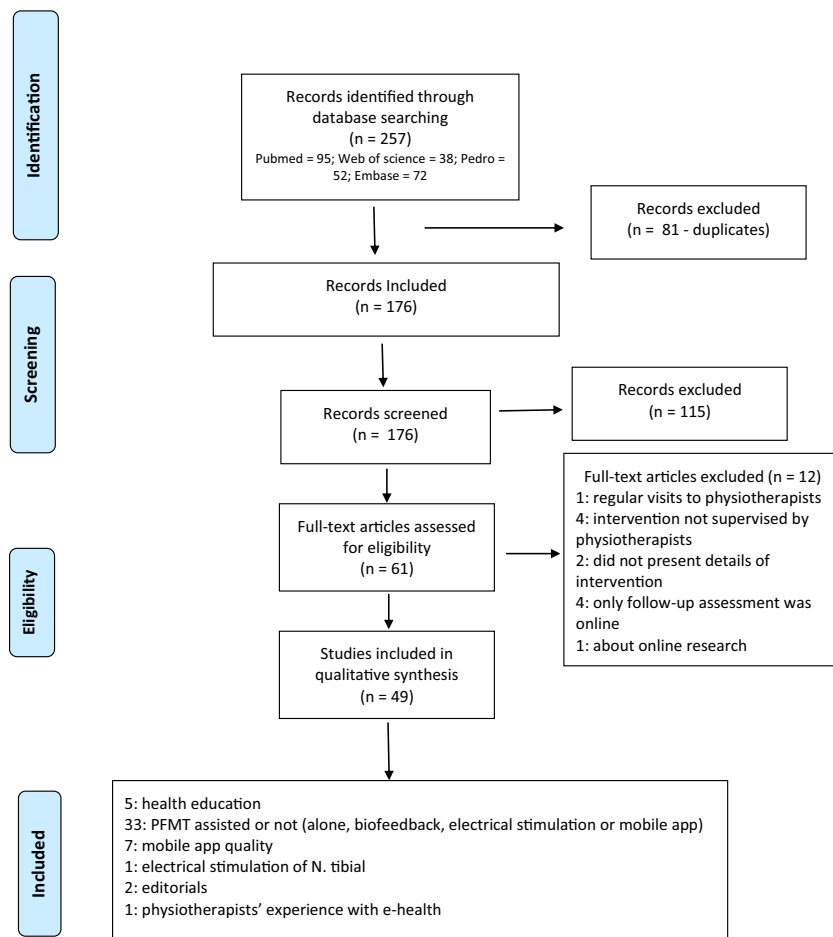 Identification
Records identified through
database searching
(n = 257)
Pubmed = 95; Web of science = 38; Pedro =
52; Embase = 72
Records excluded
(n = 81 - duplicates)
Screening
Records Included
(n = 176)
Records screened
(n = 176)
Records excluded
(n = 115)
Eligibility
Full-text articles assessed
for eligibility
(n = 61)
Full-text articles excluded (n = 12)
1: regular visits to physiotherapists
4: intervention not supervised by
physiotherapists
2: did not present details of
intervention
4: only follow-up assessment was
online
1: about online research
Studies included in
qualitative synthesis
(n = 49)
Included
5: health education
33: PFMT assisted or not (alone, biofeedback, electrical stimulation or mobile app)
7: mobile app quality
1: electrical stimulation of N. tibial
2: editorials
1: physiotherapists' experience with e-health